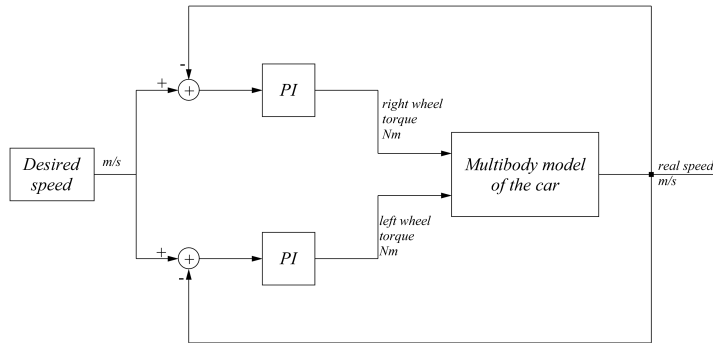 -
+
+
PI
right wheel
torque
Nm
Desired
speed
m/s
Multibody model
of the car
real speed
m/s
left wheel
torque
Nm
+
+
-
PI